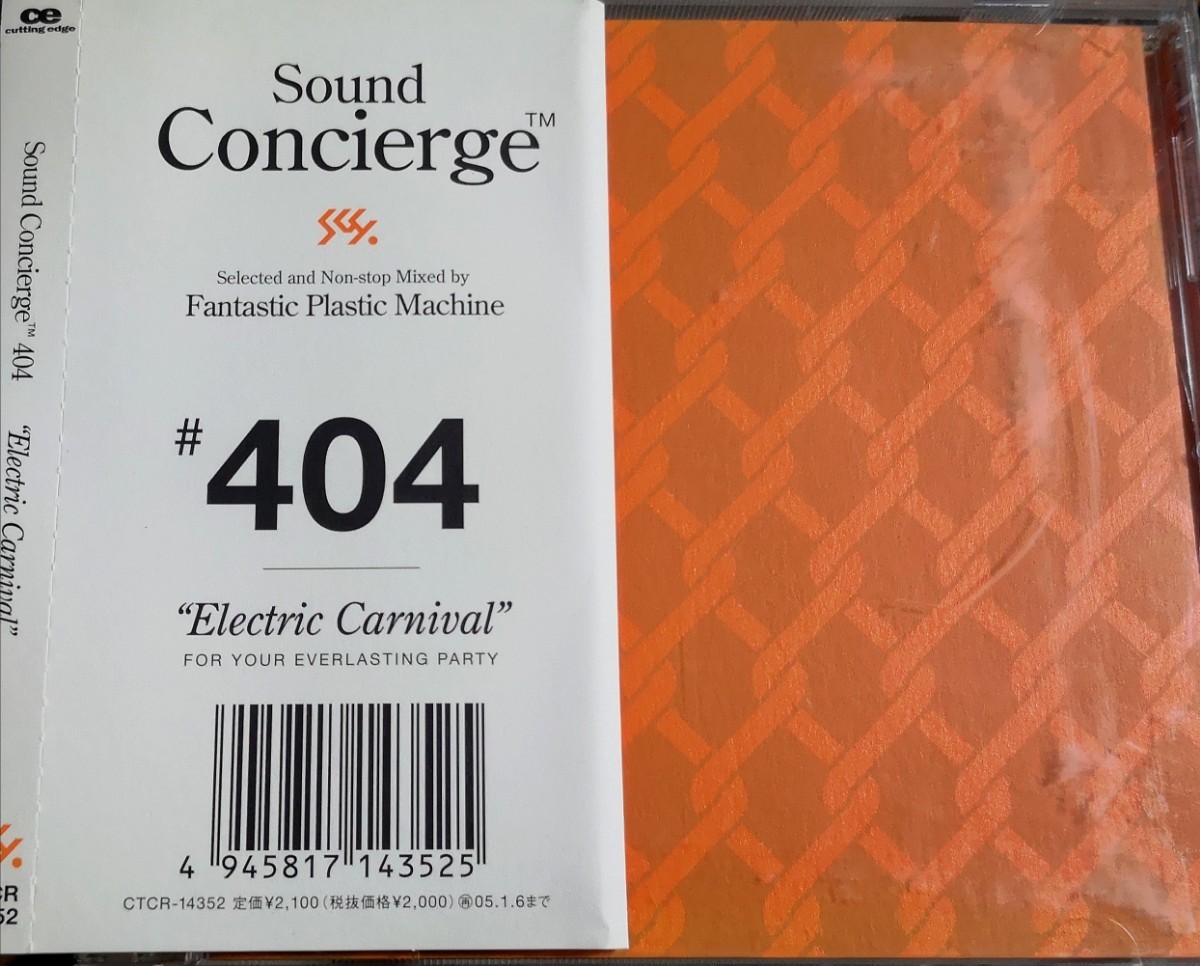 ce
cutting edge
Sound Concierge™ 404 "Electric Carnival"
CR
52
Sound
Concierge™
Selected and Non-stop Mixed by
Fantastic Plastic Machine
#404
"Electric Carnival"
FOR YOUR EVERLASTING PARTY
4 945817 143525
CTCR-14352 定価¥2,100(税抜価格¥2,000)㊢05.1.6まで